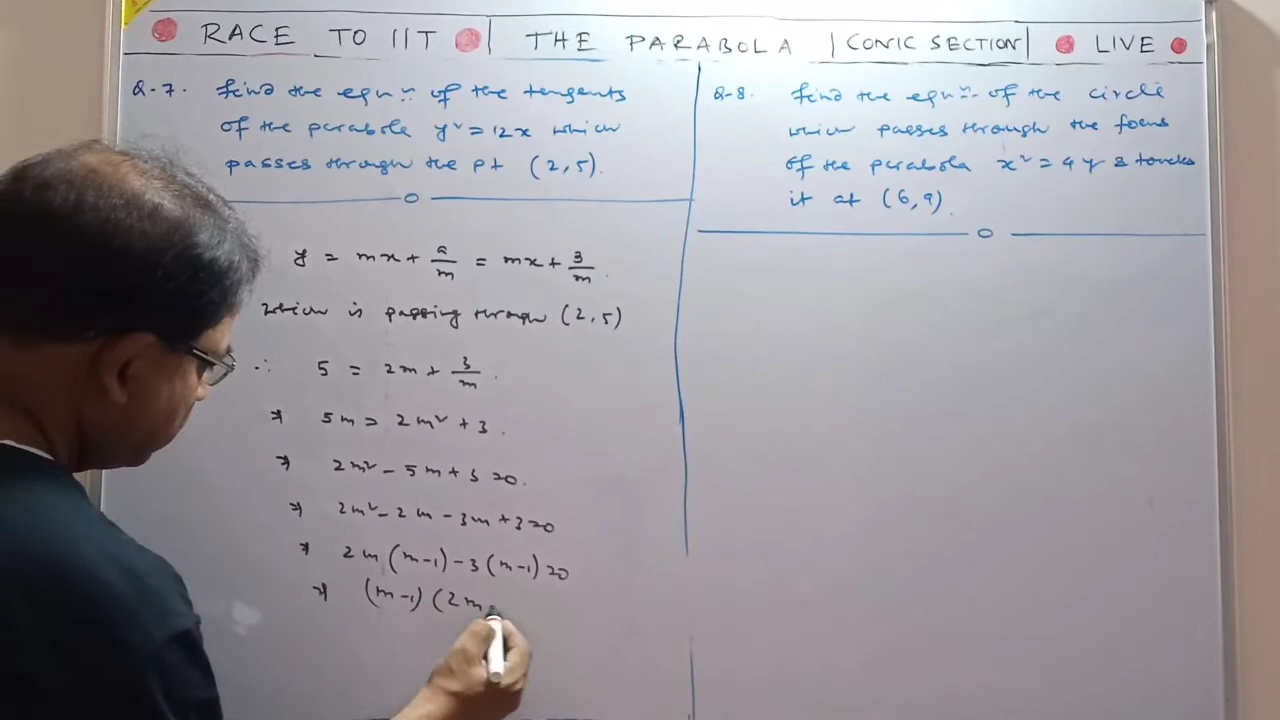 RACE TO IIT | THE PARABOLA | CONIC SECTION | LIVE
Q-7. Find the eqn. of the tangents
of the parabola y² = 12x which
passes through the pt (2,5).
y = mx + a/m = mx + 3/m.
which is passing through (2,5)
∴ 5 = 2m + 3/m.
⇒ 5m = 2m² + 3.
⇒ 2m² - 5m + 3 = 0.
⇒ 2m² - 2m - 3m + 3 = 0
⇒ 2m(m-1) - 3(m-1) = 0
⇒ (m-1)(2m
Q-8. Find the eqn. of the circle
which passes through the focus
of the parabola x² = 4y & touches
it at (6,9).